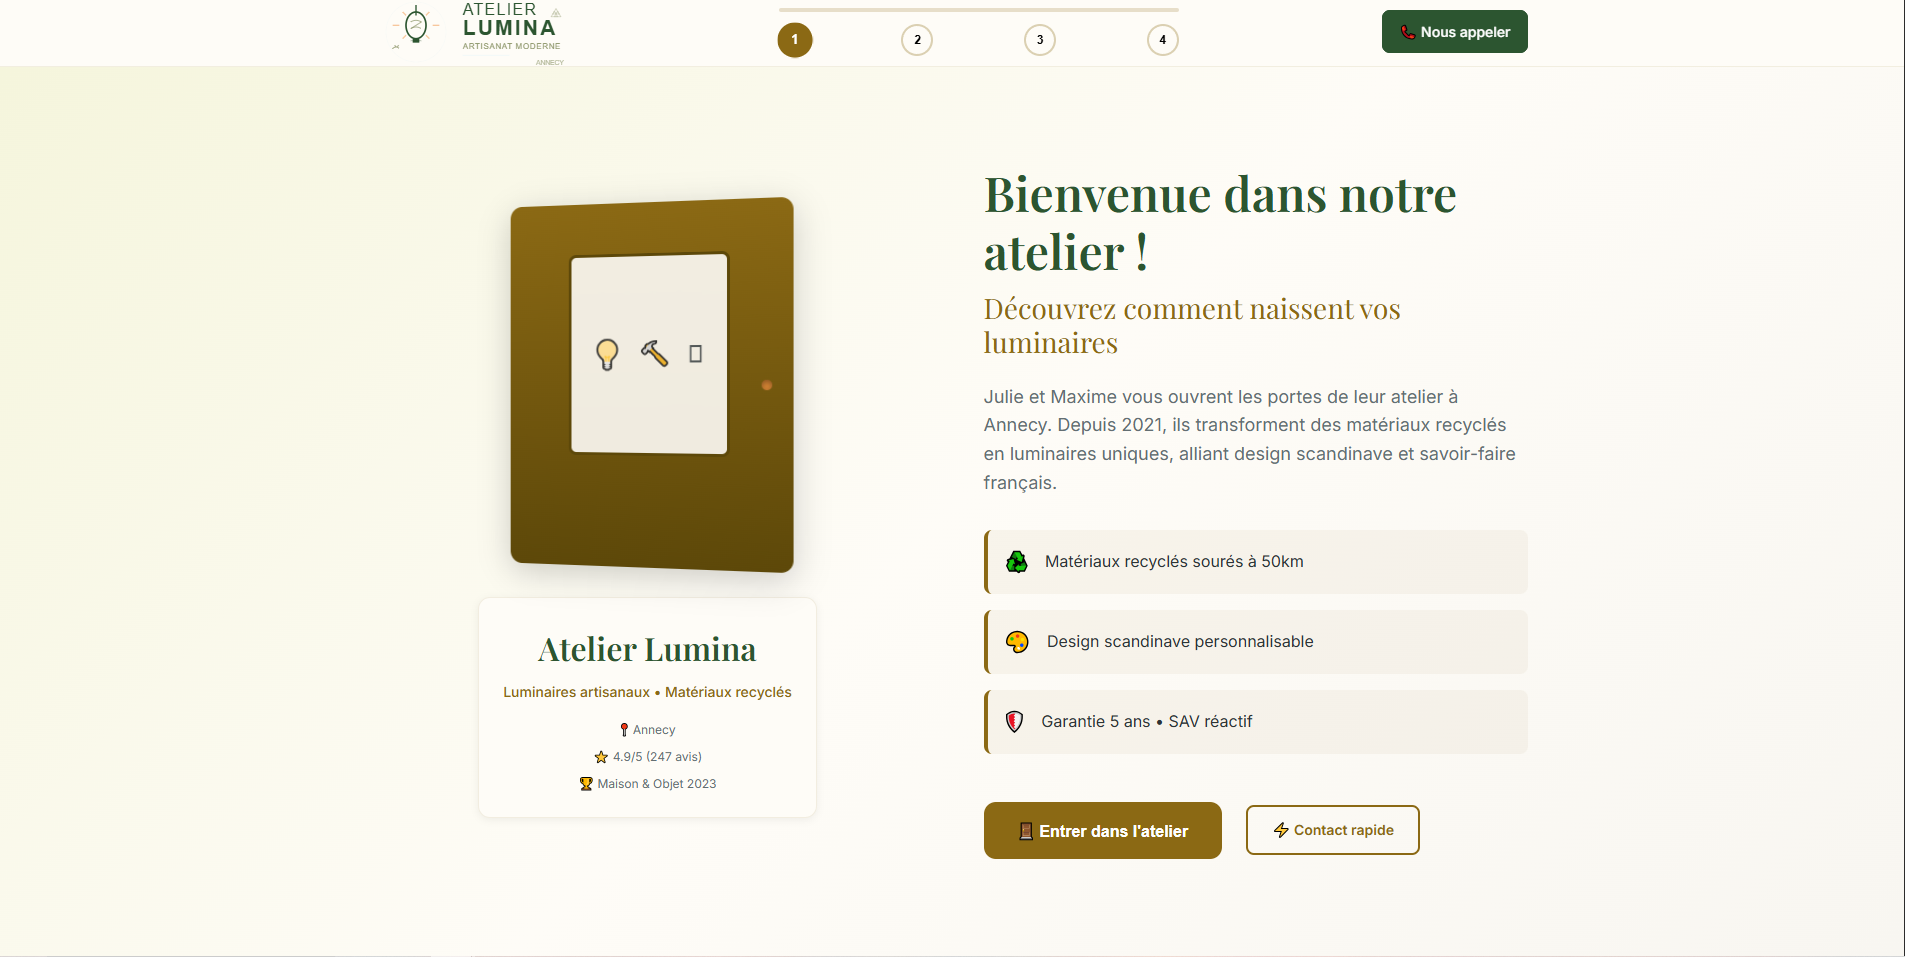 ATELIER
LUMINA
ARTISANAT MODERNE
ANNECY
1
2
3
4
Nous appeler
Bienvenue dans notre
atelier !
Découvrez comment naissent vos
luminaires
Julie et Maxime vous ouvrent les portes de leur atelier à
Annecy. Depuis 2021, ils transforment des matériaux recyclés
en luminaires uniques, alliant design scandinave et savoir-faire
français.
Matériaux recyclés sourés à 50km
Design scandinave personnalisable
Garantie 5 ans • SAV réactif
Entrer dans l'atelier
Contact rapide
Atelier Lumina
Luminaires artisanaux • Matériaux recyclés
Annecy
4.9/5 (247 avis)
Maison & Objet 2023